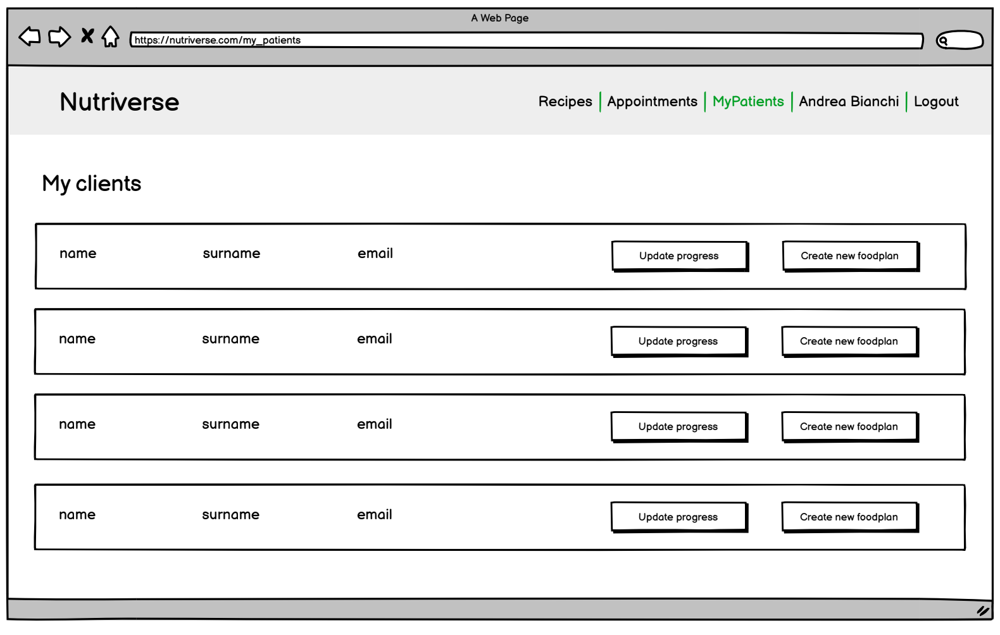 A Web Page
https://nutriverse.com/my_patients
Nutriverse
Recipes Appointments MyPatients Andrea Bianchi Logout
My clients
name surname email Update progress Create new foodplan
name surname email Update progress Create new foodplan
name surname email Update progress Create new foodplan
name surname email Update progress Create new foodplan